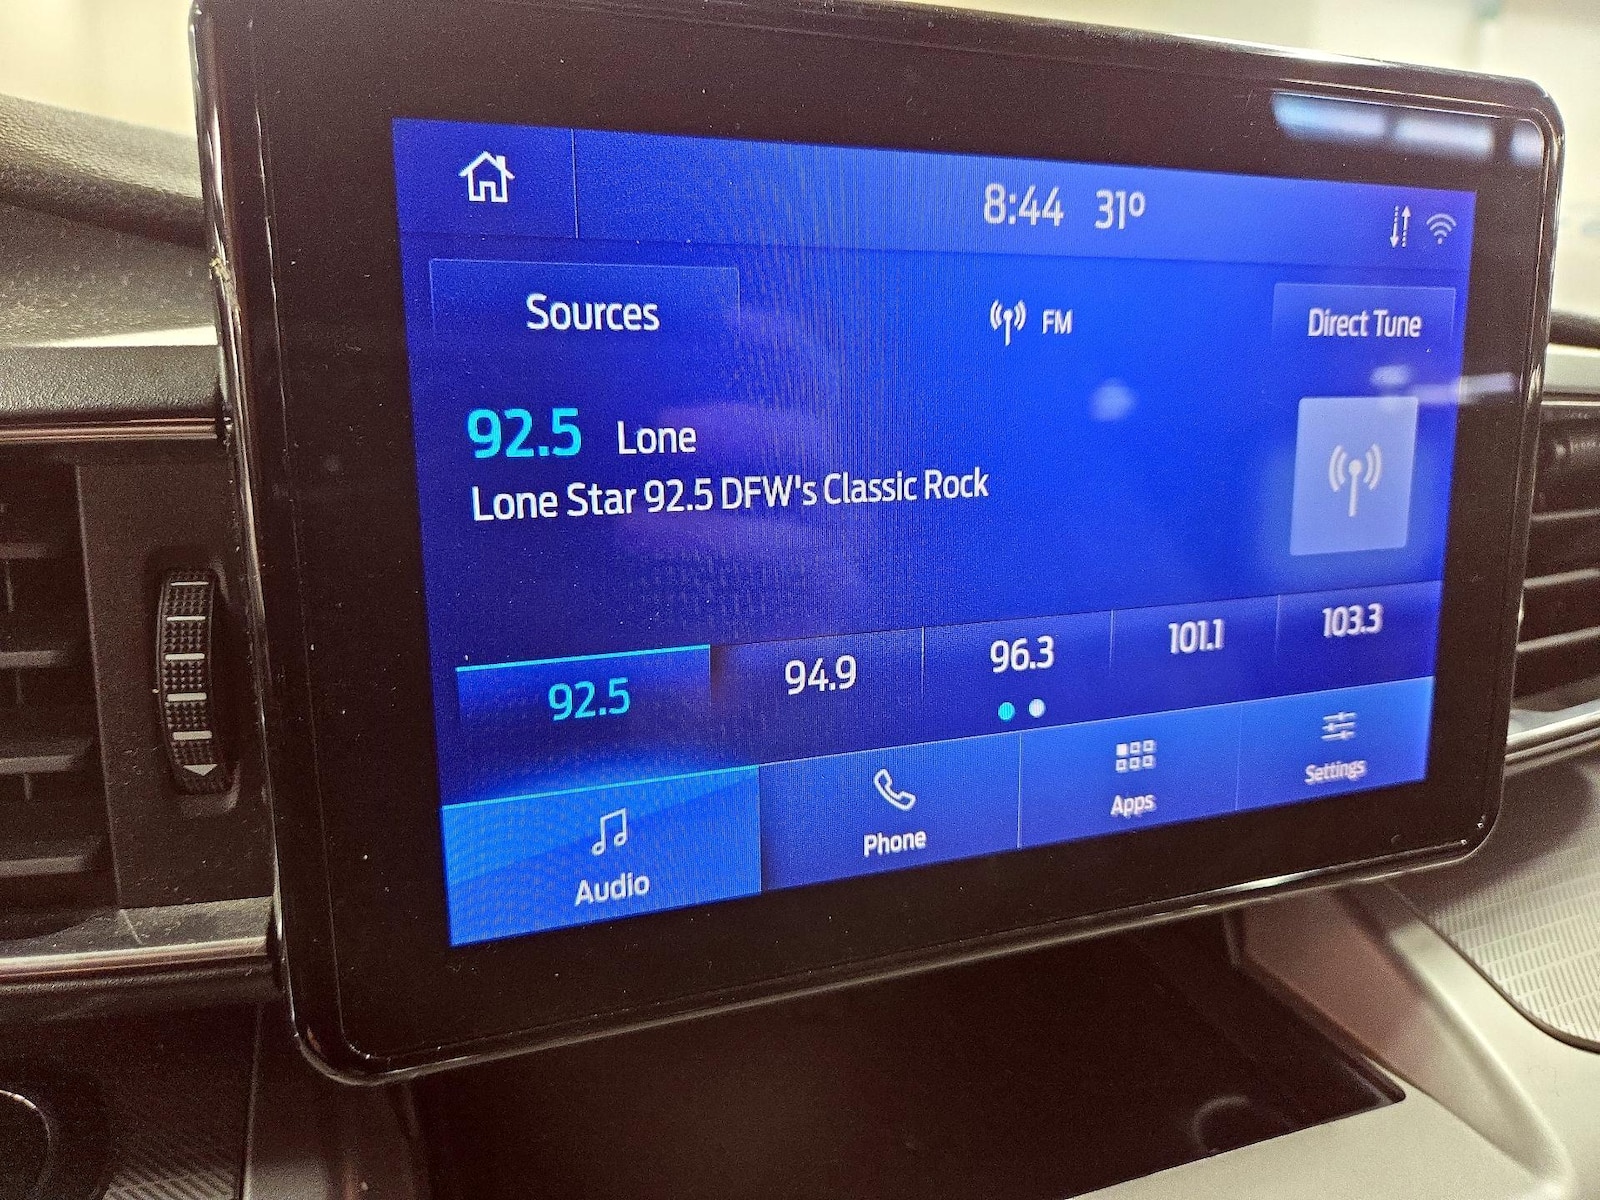 8:44 31°
Sources
FM
Direct Tune
92.5 Lone
Lone Star 92.5 DFW's Classic Rock
92.5
94.9
96.3
101.1
103.3
Audio
Phone
Apps
Settings